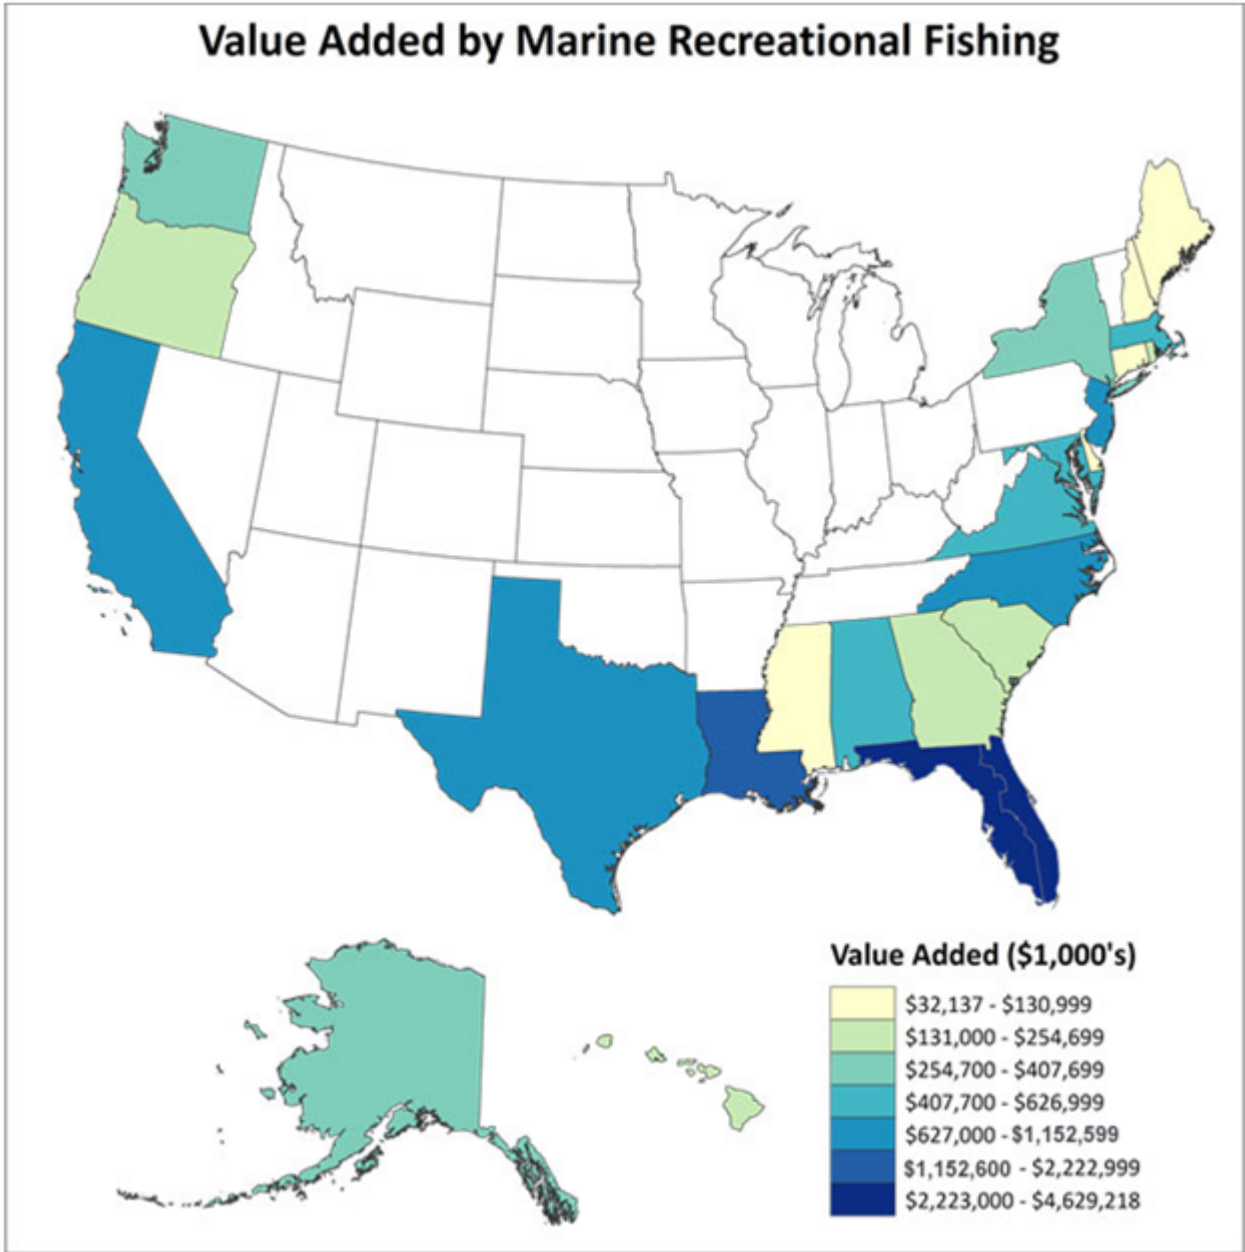 Value Added by Marine Recreational Fishing
Value Added ($1,000's)
$32,137 - $130,999
$131,000 - $254,699
$254,700 - $407,699
$407,700 - $626,999
$627,000 - $1,152,599
$1,152,600 - $2,222,999
$2,223,000 - $4,629,218